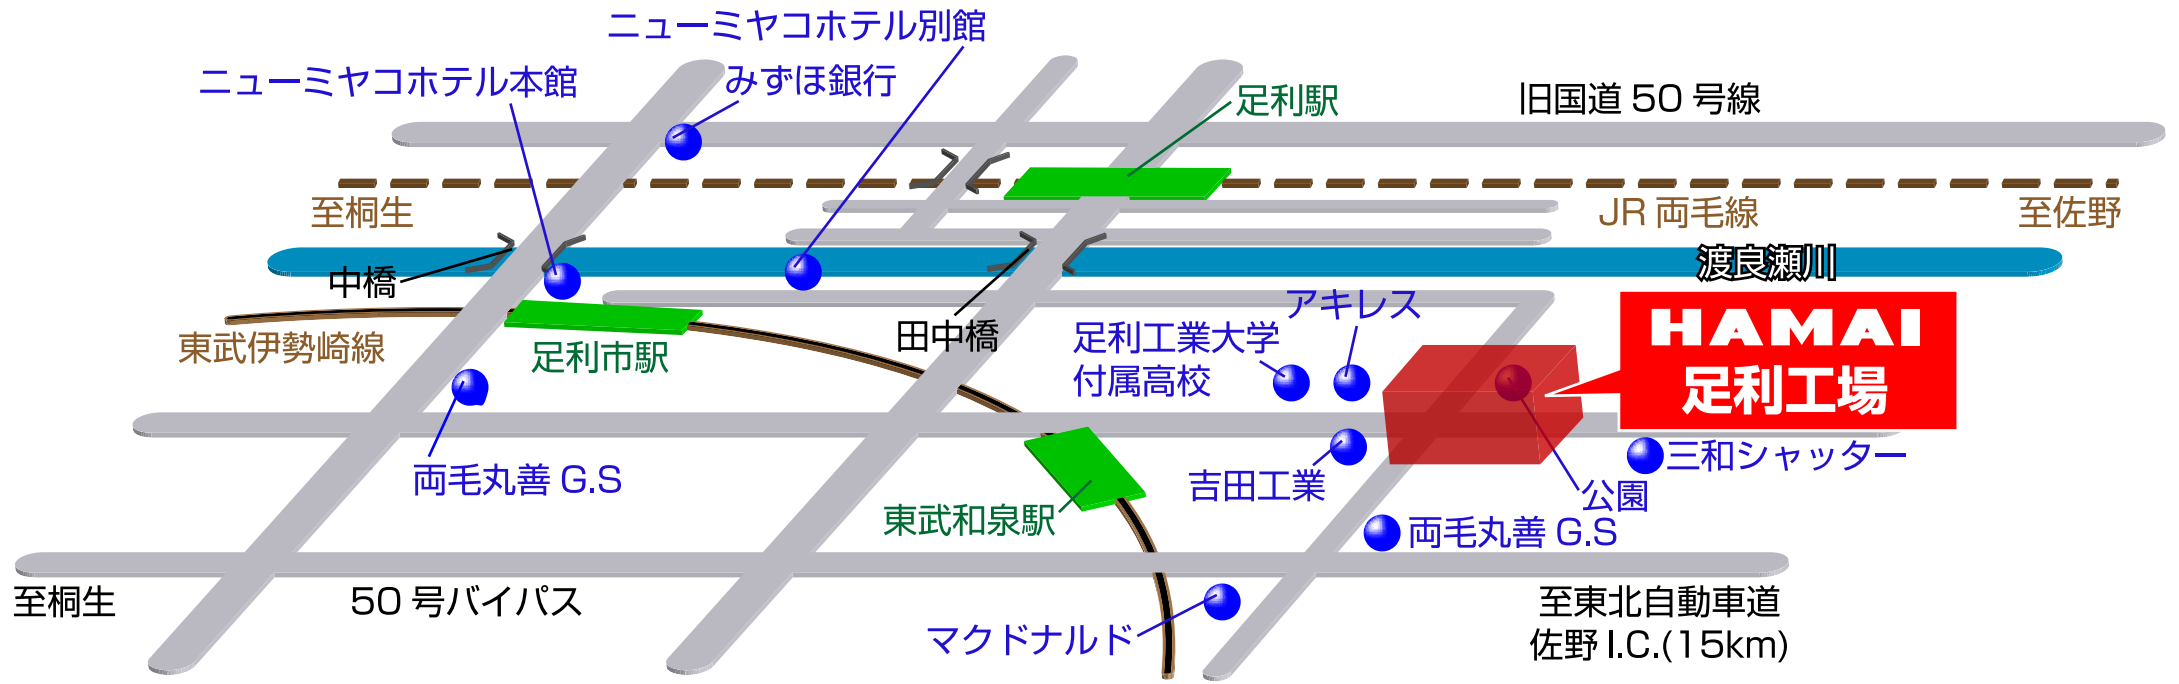 ニューミヤコホテル別館
ニューミヤコホテル本館
みずほ銀行
足利駅
旧国道 50 号線
至桐生
JR 両毛線
至佐野
中橋
渡良瀬川
東武伊勢崎線
足利市駅
田中橋
アキレス
足利工業大学
付属高校
HAMAI
足利工場
両毛丸善 G.S
吉田工業
三和シャッター
公園
東武和泉駅
両毛丸善 G.S
至桐生
50 号バイパス
マクドナルド
至東北自動車道
佐野 I.C.(15km)